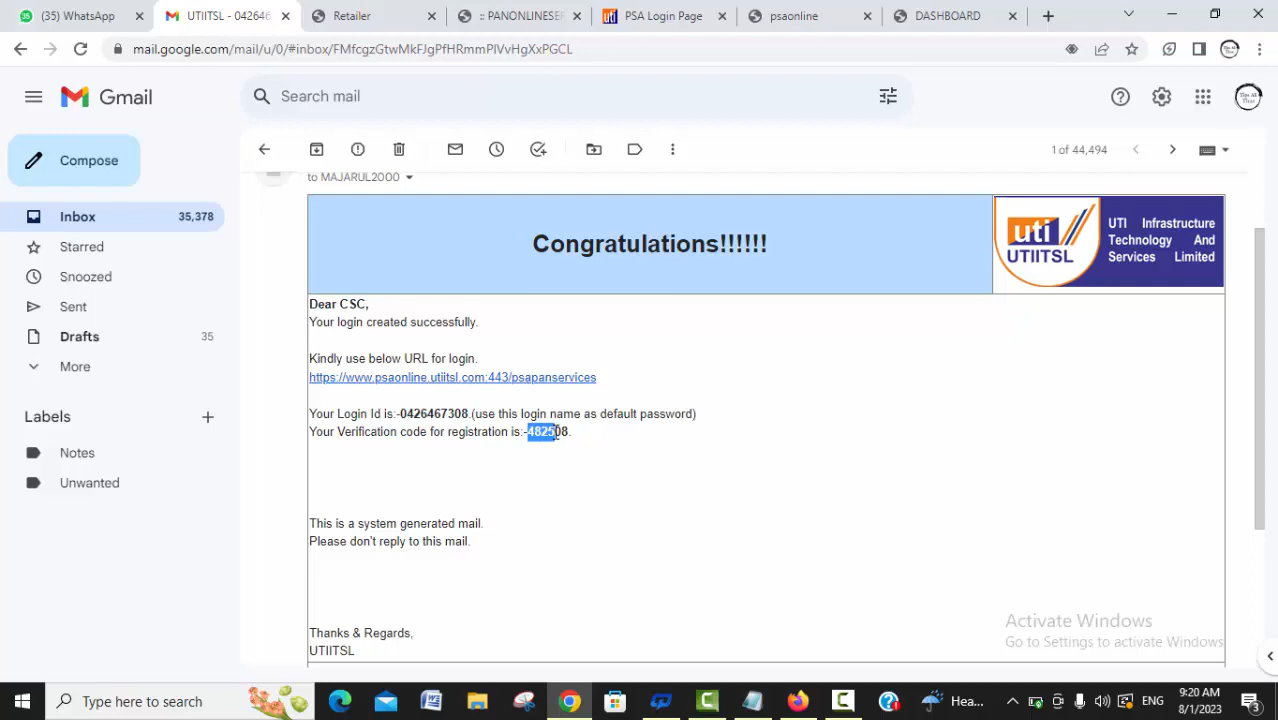 (35) WhatsApp
UTIITSL - 042646
Retailer
:: PANONLINESER
uti PSA Login Page
psaonline
DASHBOARD
mail.google.com/mail/u/0/#inbox/FMfcgzGtwMkFJgPfHRmmPlVvHgXxPGCL
Gmail
Search mail
Compose
1 of 44,494
Inbox 35,378
Starred
Snoozed
Sent
Drafts 35
More
Labels
Needs
Unwanted
to MAJARUL2000
Congratulations!!!!!!
uti
UTIITSL
UTI Infrastructure
Technology And
Services Limited
Dear CSC,
Your login created successfully.
Kindly use below URL for login.
https://www.psaonline.utiitsl.com:443/psapanservices
Your Login Id is:-0426467308.(use this login name as default password)
Your Verification code for registration is:-482508.
This is a system generated mail.
Please don't reply to this mail.
Thanks & Regards,
UTIITSL
Activate Windows
Go to Settings to activate Windows
Type here to search
Hea...
ENG
9:20 AM
8/1/2023
3